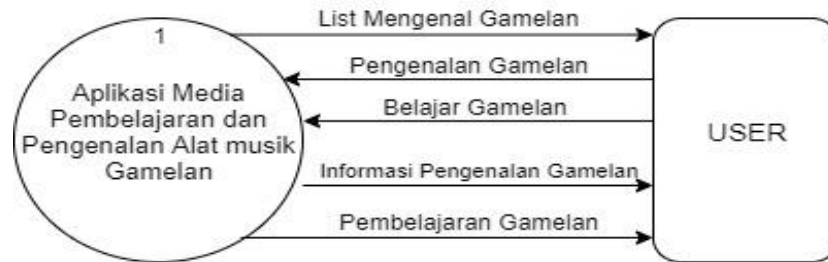 List Mengenal Gamelan
1
Pengenalan Gamelan
Aplikasi Media
Pembelajaran dan
Pengenalan Alat musik
Gamelan
Belajar Gamelan
USER
Informasi Pengenalan Gamelan
Pembelajaran Gamelan